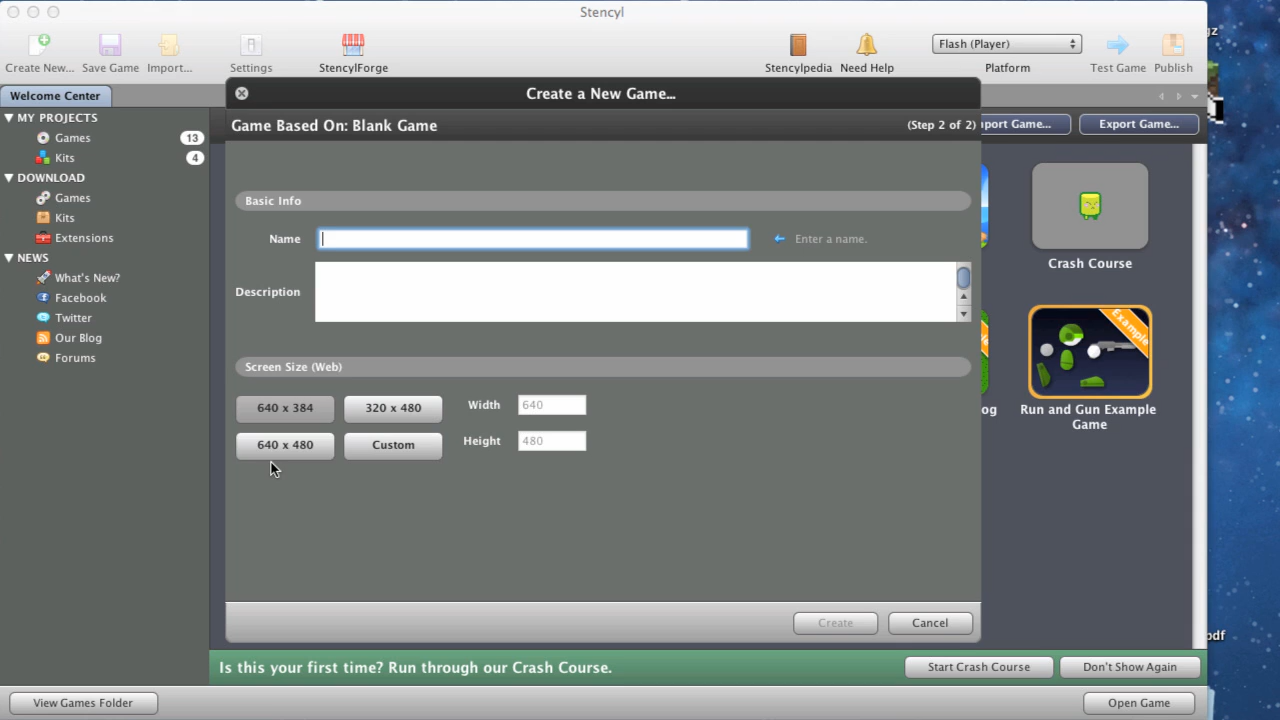 Stencyl
Create New... Save Game Import... Settings StencylForge Stencylpedia Need Help Flash (Player) Platform Test Game Publish
Welcome Center
MY PROJECTS
Games 13
Kits 4
DOWNLOAD
Games
Kits
Extensions
NEWS
What's New?
Facebook
Twitter
Our Blog
Forums
Create a New Game...
Game Based On: Blank Game (Step 2 of 2)
port Game... Export Game...
Basic Info
Name Enter a name.
Description
Screen Size (Web)
640 x 384 320 x 480 Width 640
640 x 480 Custom Height 480
Create Cancel
Crash Course
Example
og Run and Gun Example
Game
Is this your first time? Run through our Crash Course. Start Crash Course Don't Show Again
View Games Folder Open Game
gz
pdf